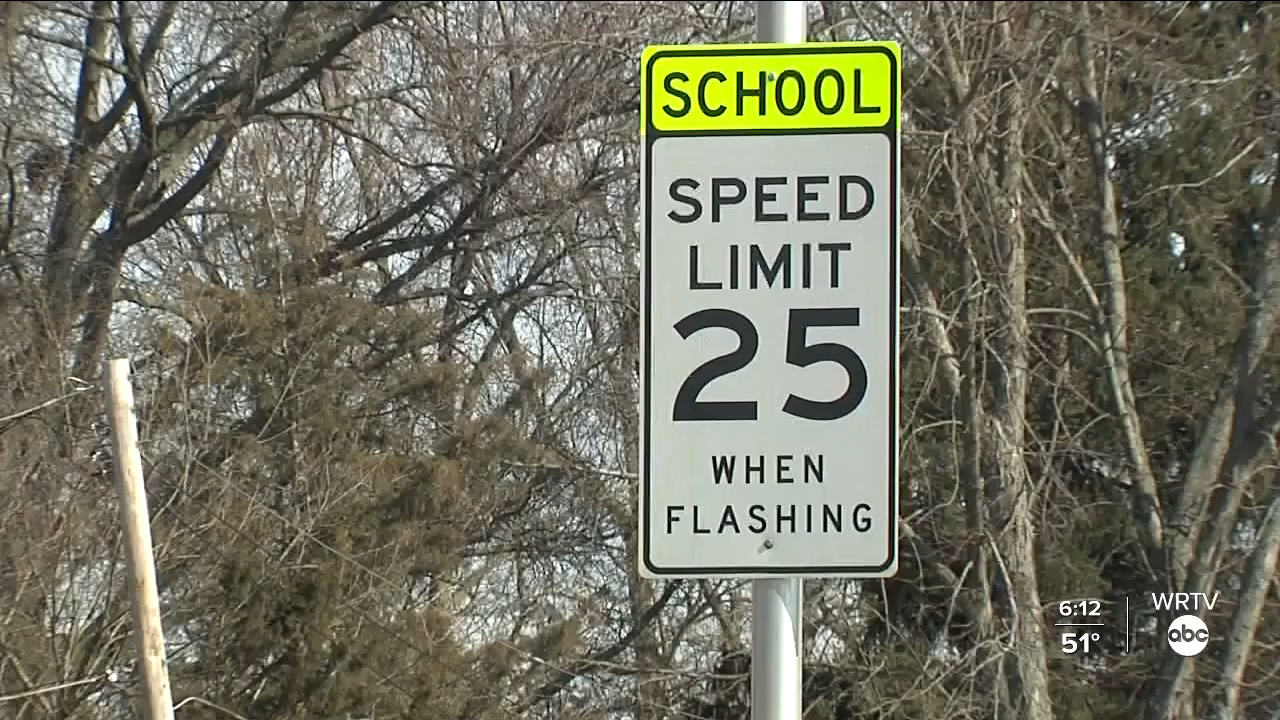 SCHOOL
SPEED
LIMIT
25
WHEN
FLASHING
6:12
51°
WRTV
abc